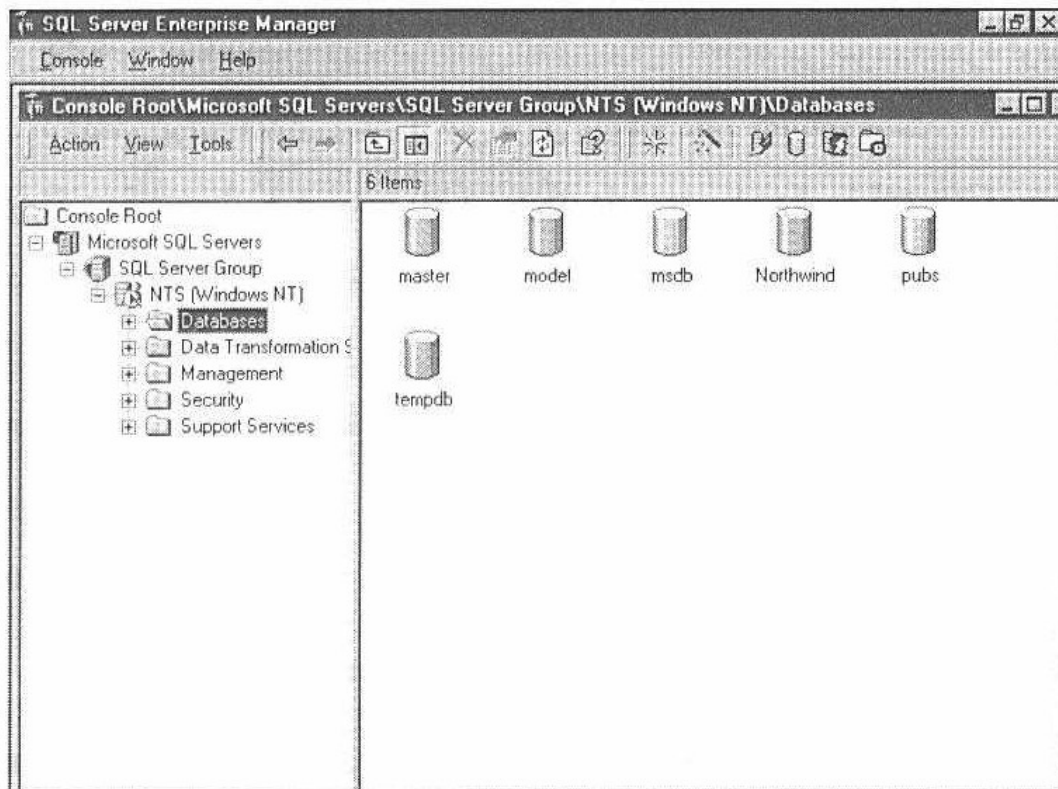 SQL Server Enterprise Manager
Console Window Help
Console Root\Microsoft SQL Servers\SQL Server Group\NTS (Windows NT)\Databases
Action View Tools
6 Items
Console Root
Microsoft SQL Servers
SQL Server Group
NTS (Windows NT)
Databases
Data Transformation S
Management
Security
Support Services
master model msdb Northwind pubs
tempdb